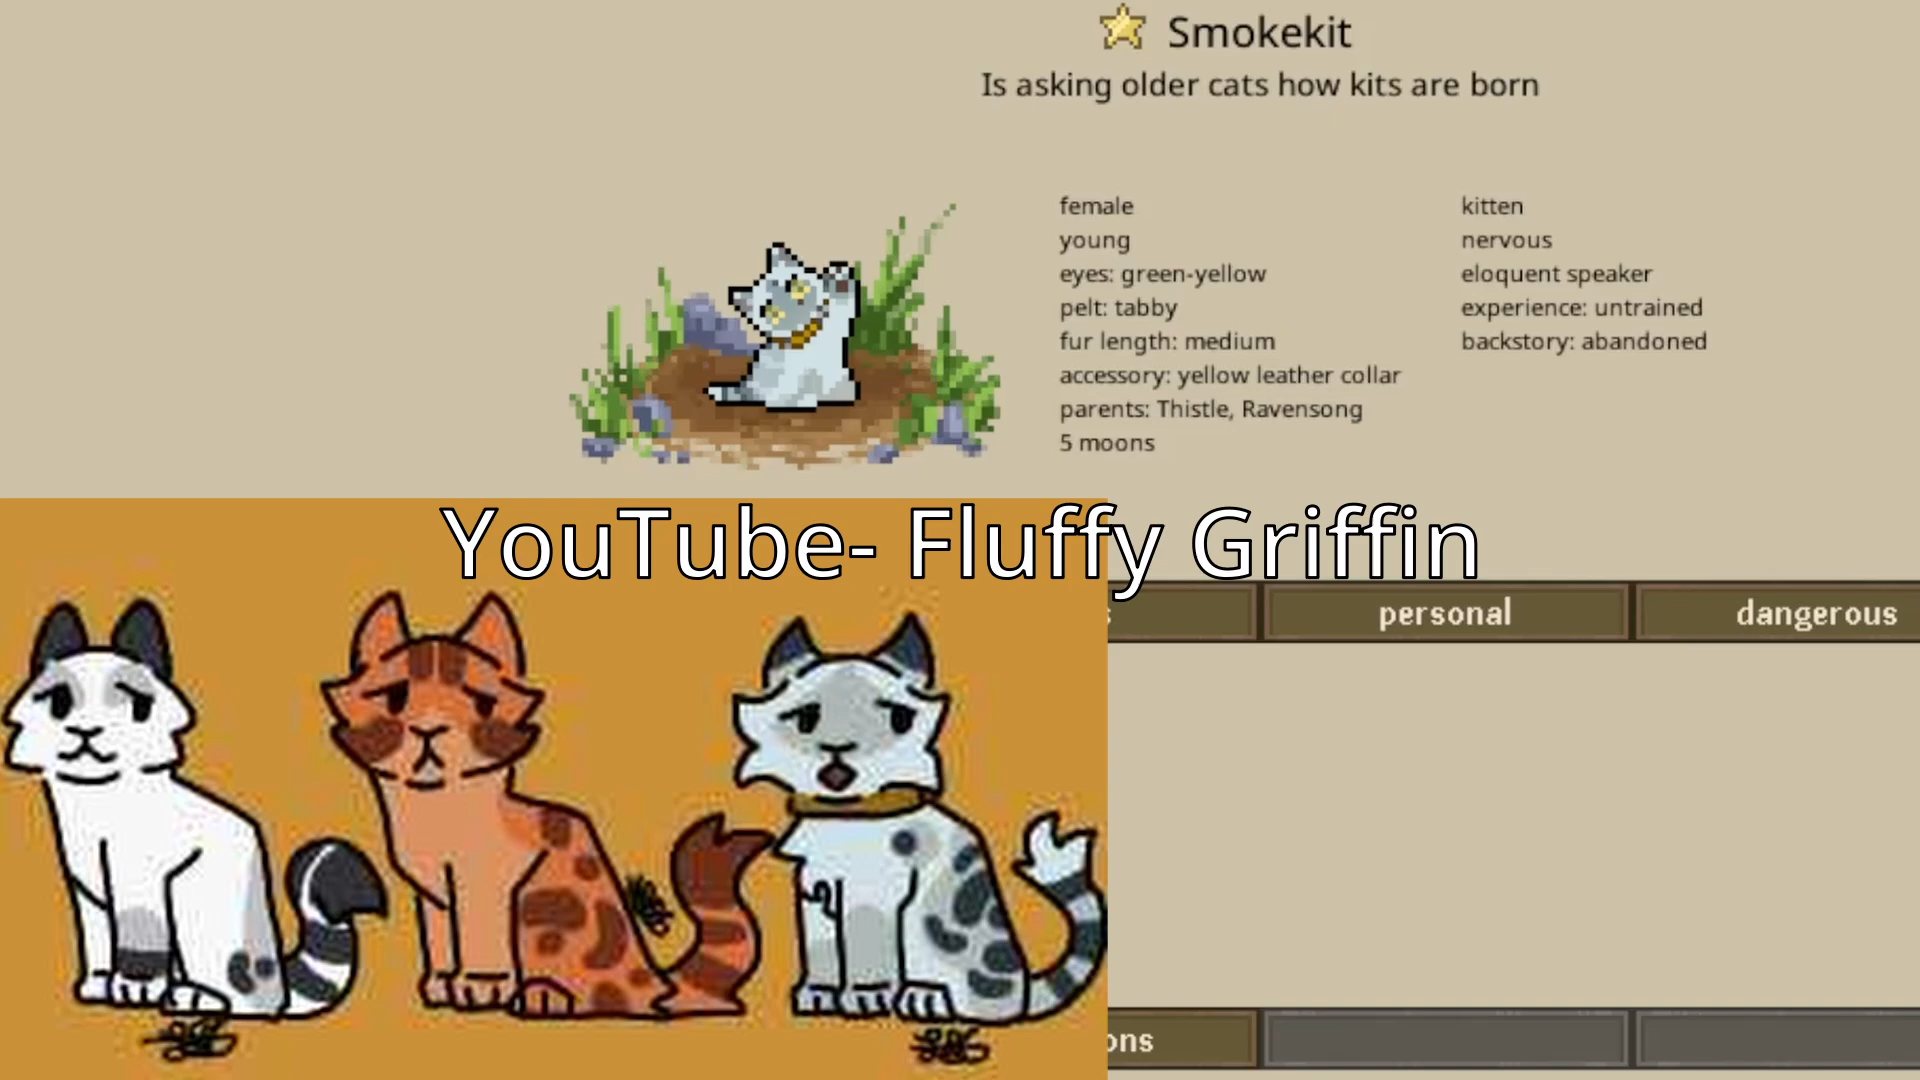 Smokekit
Is asking older cats how kits are born
female
young
eyes: green-yellow
pelt: tabby
fur length: medium
accessory: yellow leather collar
parents: Thistle, Ravensong
5 moons
kitten
nervous
eloquent speaker
experience: untrained
backstory: abandoned
YouTube- Fluffy Griffin
s personal dangerous
ons